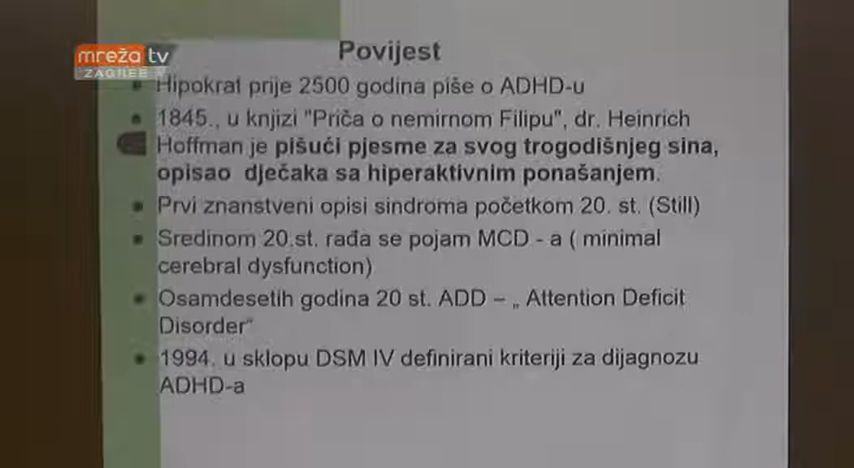 mreža tv
ZAGREB
Povijest
Hipokrat prije 2500 godina piše o ADHD-u
1845., u knjizi "Priča o nemirnom Filipu", dr. Heinrich
Hoffman je pišući pjesme za svog trogodišnjeg sina,
opisao dječaka sa hiperaktivnim ponašanjem.
Prvi znanstveni opisi sindroma početkom 20. st. (Still)
Sredinom 20.st. rađa se pojam MCD - a ( minimal
cerebral dysfunction)
Osamdesetih godina 20 st. ADD – „ Attention Deficit
Disorder“
1994. u sklopu DSM IV definirani kriteriji za dijagnozu
ADHD-a